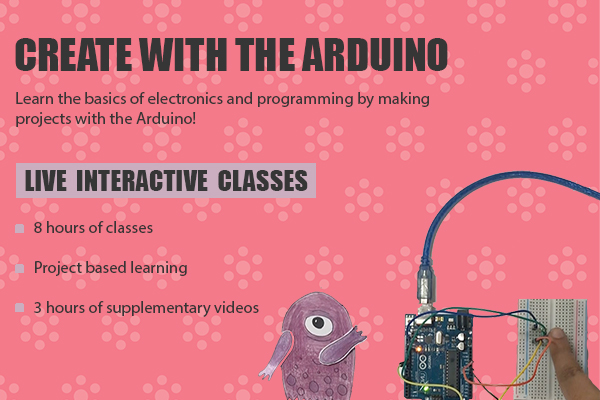 CREATE WITH THE ARDUINO
Learn the basics of electronics and programming by making
projects with the Arduino!
LIVE INTERACTIVE CLASSES
8 hours of classes
Project based learning
3 hours of supplementary videos